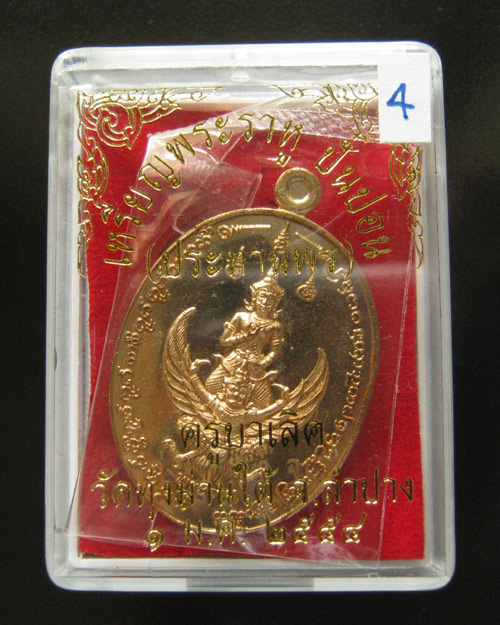 4
เหรียญพระราหู ปันปอน
(ประทานพร)
ครูบาเลิศ
วัดทุ่งม่านใต้ จ.ลำปาง
๑ ม.ค. ๒๕๕๔